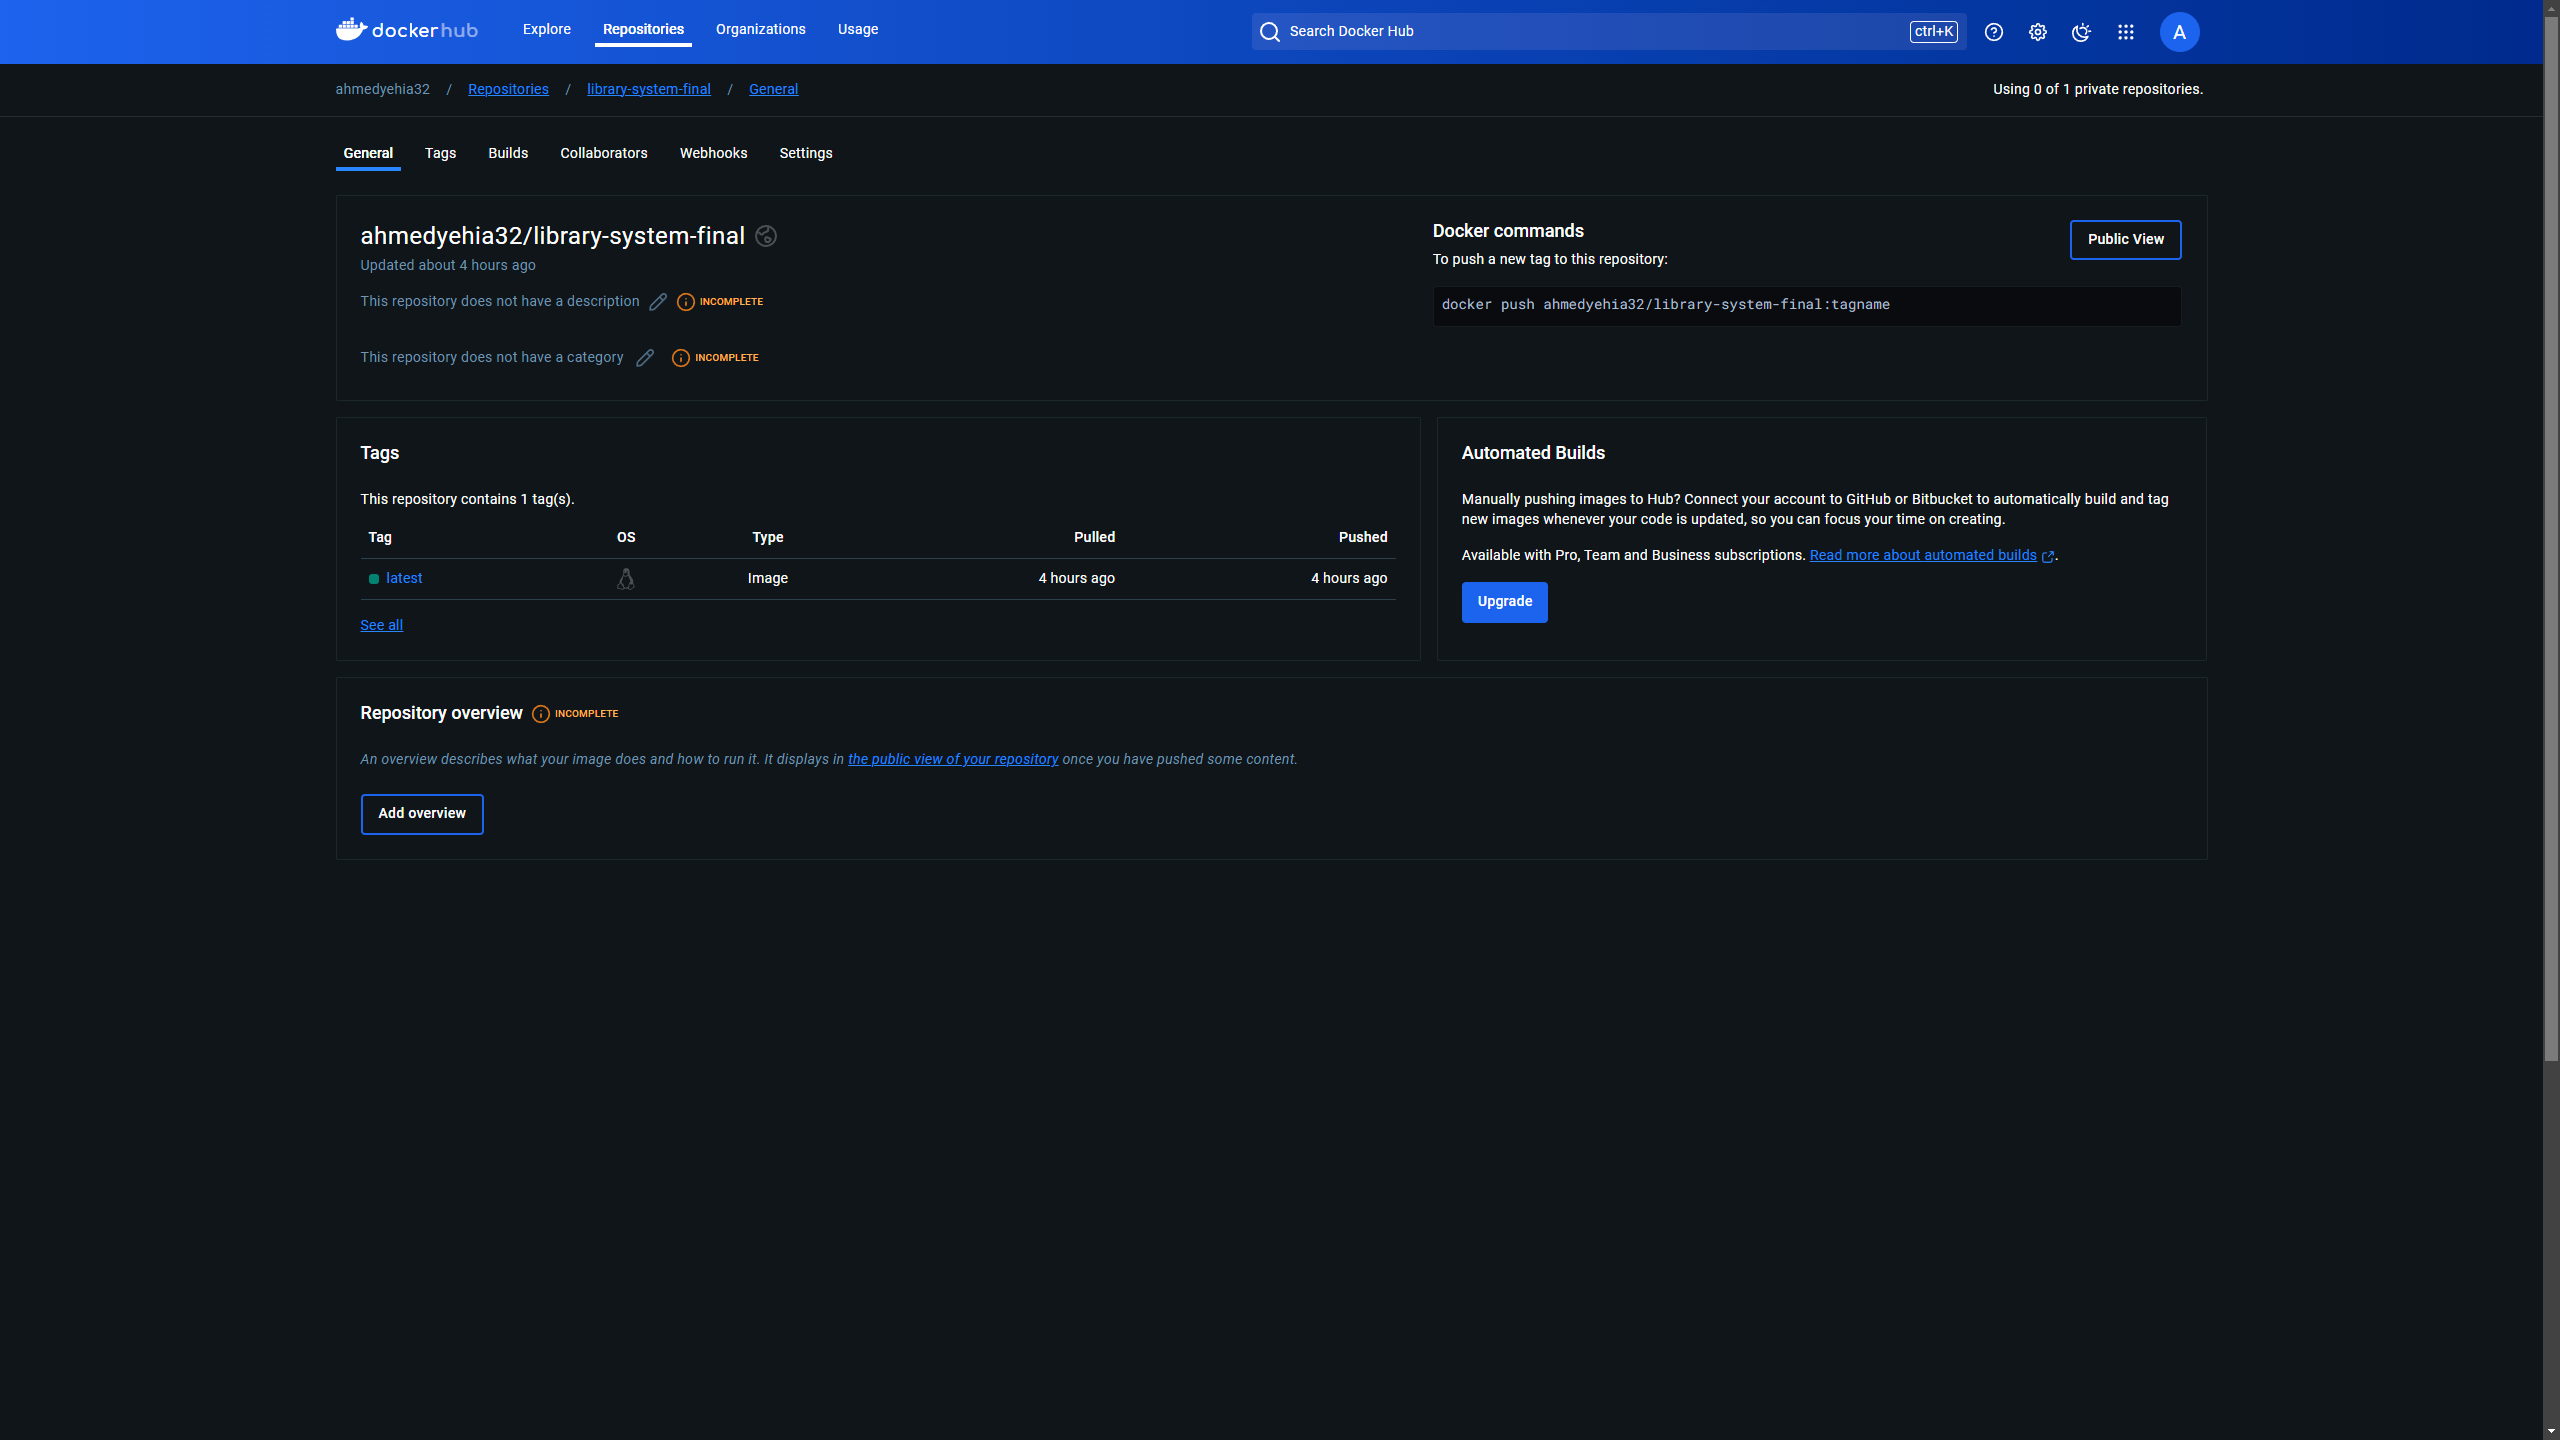 dockerhub Explore Repositories Organizations Usage Search Docker Hub ctrl+K A
ahmedyehia32 / Repositories / library-system-final / General Using 0 of 1 private repositories.
General Tags Builds Collaborators Webhooks Settings
ahmedyehia32/library-system-final
Updated about 4 hours ago
This repository does not have a description INCOMPLETE
This repository does not have a category INCOMPLETE
Docker commands
Public View
To push a new tag to this repository:
docker push ahmedyehia32/library-system-final:tagname
Tags
This repository contains 1 tag(s).
Tag OS Type Pulled Pushed
latest Image 4 hours ago 4 hours ago
See all
Automated Builds
Manually pushing images to Hub? Connect your account to GitHub or Bitbucket to automatically build and tag
new images whenever your code is updated, so you can focus your time on creating.
Available with Pro, Team and Business subscriptions. Read more about automated builds.
Upgrade
Repository overview INCOMPLETE
An overview describes what your image does and how to run it. It displays in the public view of your repository once you have pushed some content.
Add overview